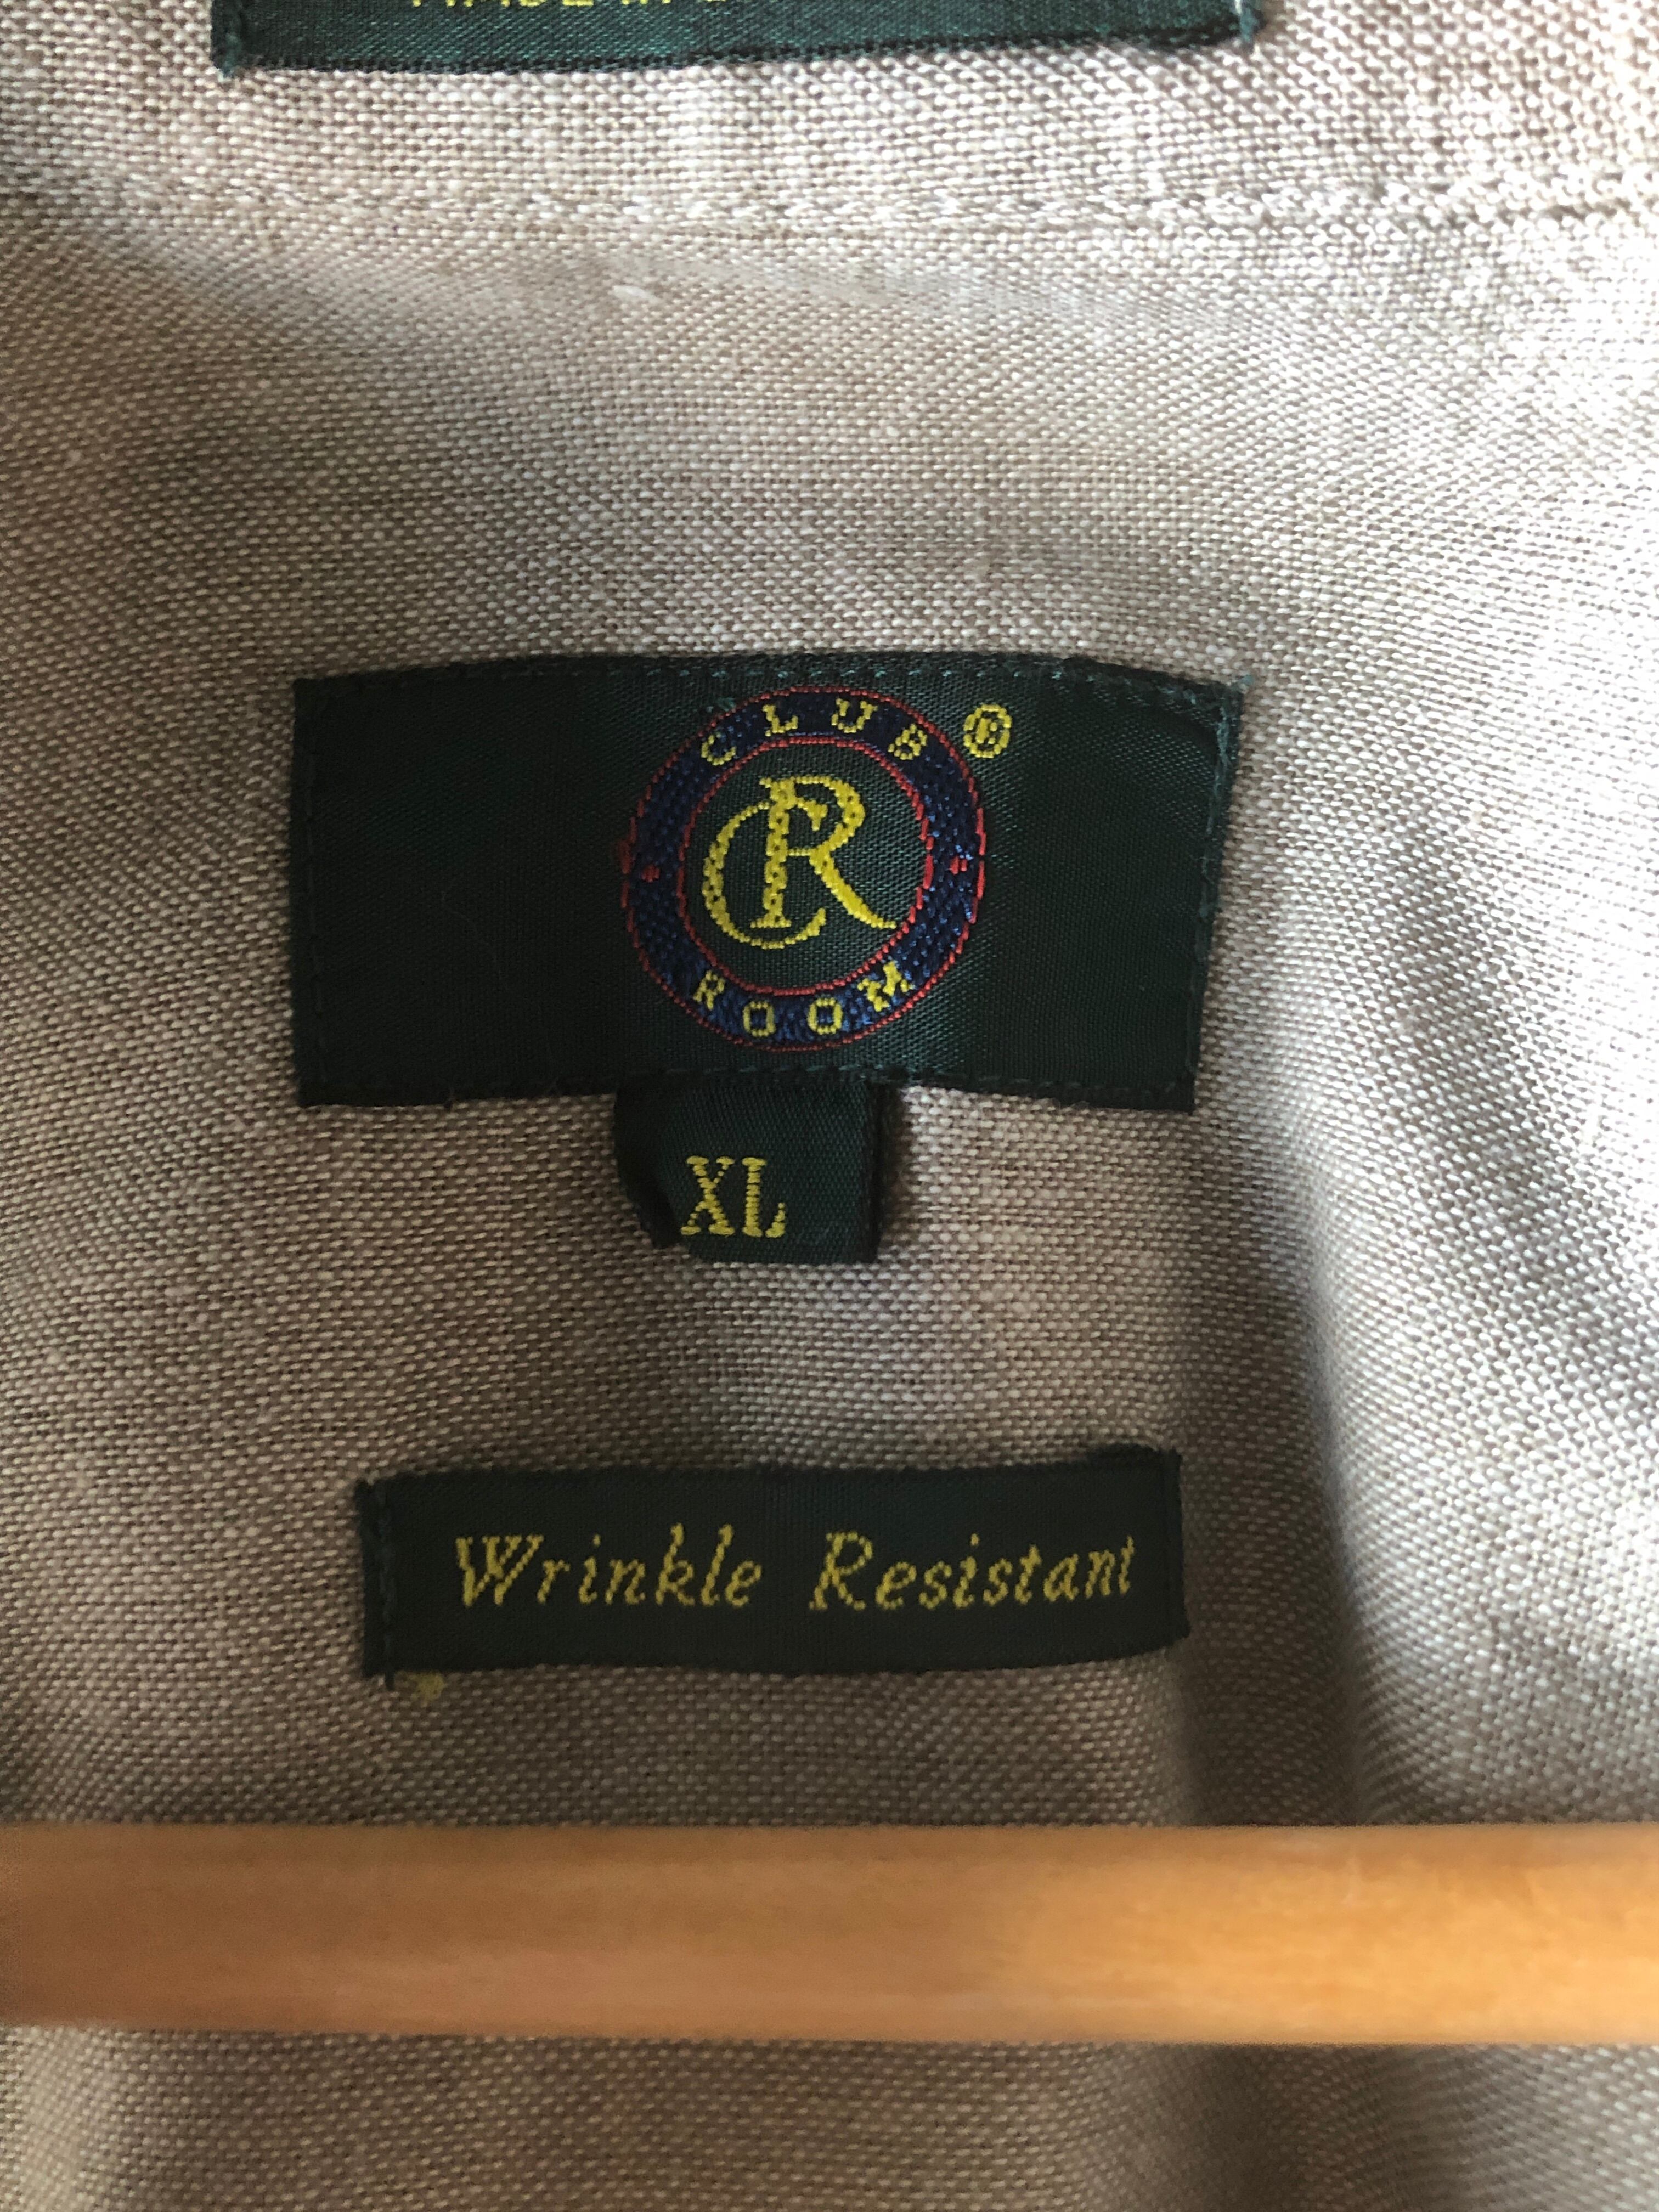 CLUB ®
CR
ROOM
XL
Wrinkle Resistant